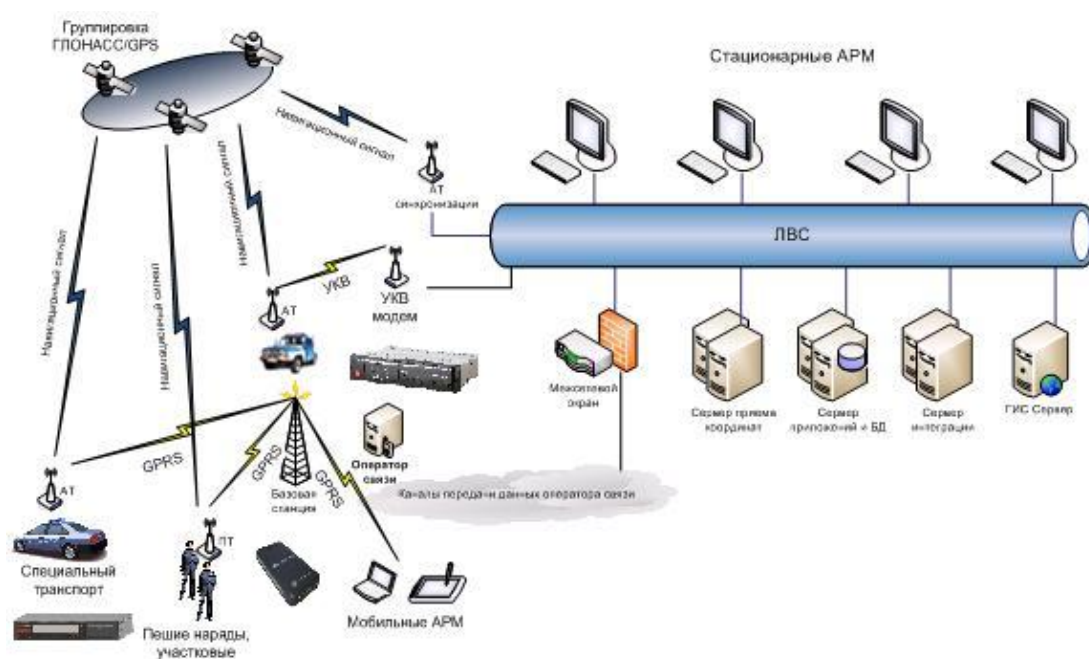 Группировка
ГЛОНАСС/GPS
Стационарные АРМ
Навигационный сигнал
АТ
синхронизации
Навигационный сигнал
Навигационный сигнал
Навигационный сигнал
ЛВС
УКВ
АТ
УКВ
модем
Межсетевой
экран
Сервер приема
координат
Сервер
приложений и БД
Сервер
интеграции
ГИС Сервер
GPRS
GPRS
GPRS
Оператор
связи
АТ
Базовая
станция
Каналы передачи данных оператора связи
ПТ
Специальный
транспорт
Мобильные АРМ
Пешие наряды,
участковые